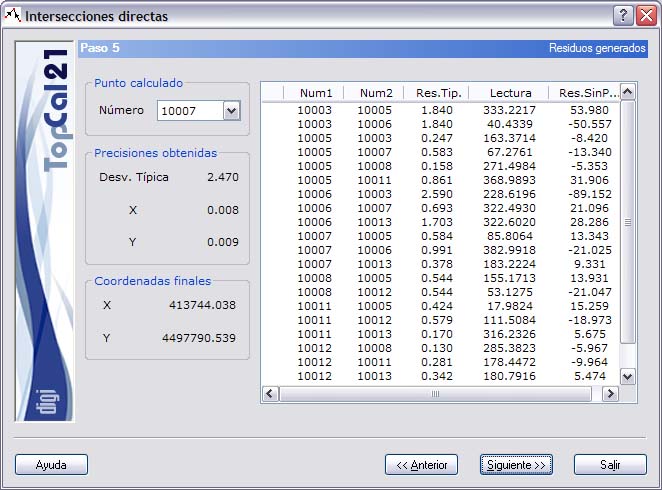 Intersecciones directas
Paso 5
Residuos generados
TopCal21
digi
Punto calculado
Número 10007
Precisiones obtenidas
Desv. Típica 2.470
X 0.008
Y 0.009
Coordenadas finales
X 413744.038
Y 4497790.539
Num1 Num2 Res.Tip. Lectura Res.SinP...
10003 10005 1.840 333.2217 53.980
10003 10006 1.840 40.4339 -50.557
10005 10003 0.247 163.3714 -8.420
10005 10007 0.583 67.2761 -13.340
10005 10008 0.158 271.4984 -5.353
10005 10011 0.861 368.9893 31.906
10006 10003 2.590 228.6196 -89.152
10006 10007 0.693 322.4930 21.096
10006 10013 1.703 322.6020 28.286
10007 10005 0.584 85.8064 13.343
10007 10006 0.991 382.9918 -21.025
10007 10013 0.378 183.2224 9.331
10008 10005 0.544 155.1713 13.931
10008 10012 0.544 53.1275 -21.047
10011 10005 0.424 17.9824 15.259
10011 10012 0.579 111.5084 -18.973
10011 10013 0.170 316.2326 5.675
10012 10008 0.130 285.3823 -5.967
10012 10011 0.281 178.4472 -9.964
10012 10013 0.342 180.7916 5.474
Ayuda
<< Anterior
Siguiente >>
Salir